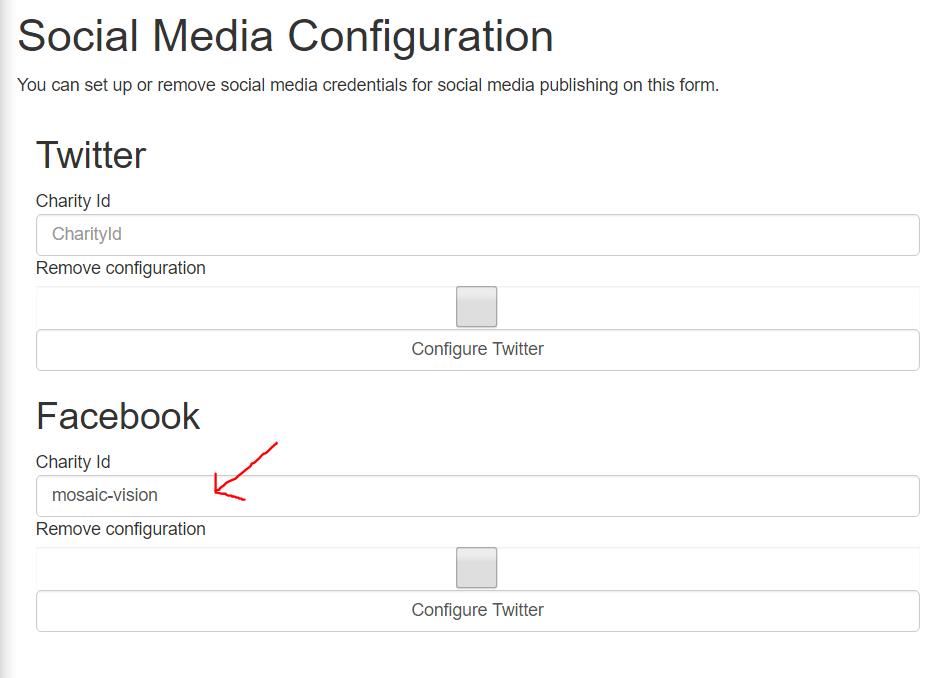 Social Media Configuration
You can set up or remove social media credentials for social media publishing on this form.
Twitter
Charity Id
CharityId
Remove configuration
Configure Twitter
Facebook
Charity Id
mosaic-vision
Remove configuration
Configure Twitter